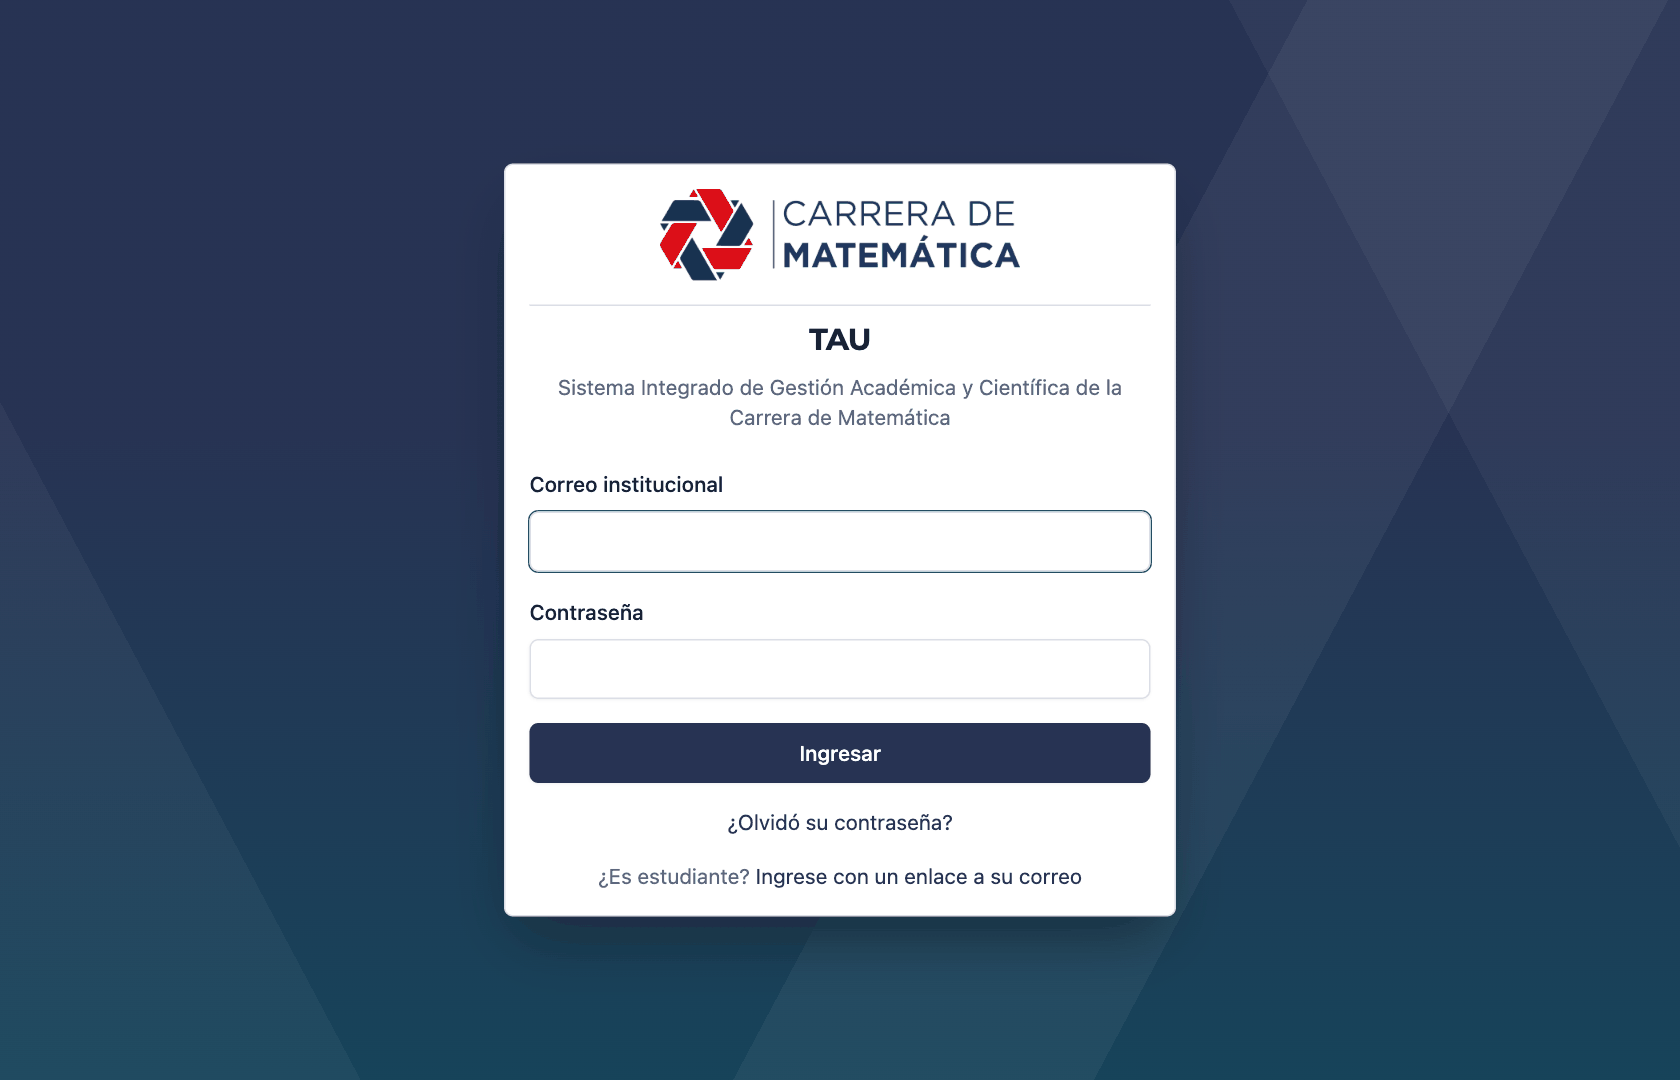 CARRERA DE
MATEMÁTICA
TAU
Sistema Integrado de Gestión Académica y Científica de la
Carrera de Matemática
Correo institucional
Contraseña
Ingresar
¿Olvidó su contraseña?
¿Es estudiante? Ingrese con un enlace a su correo